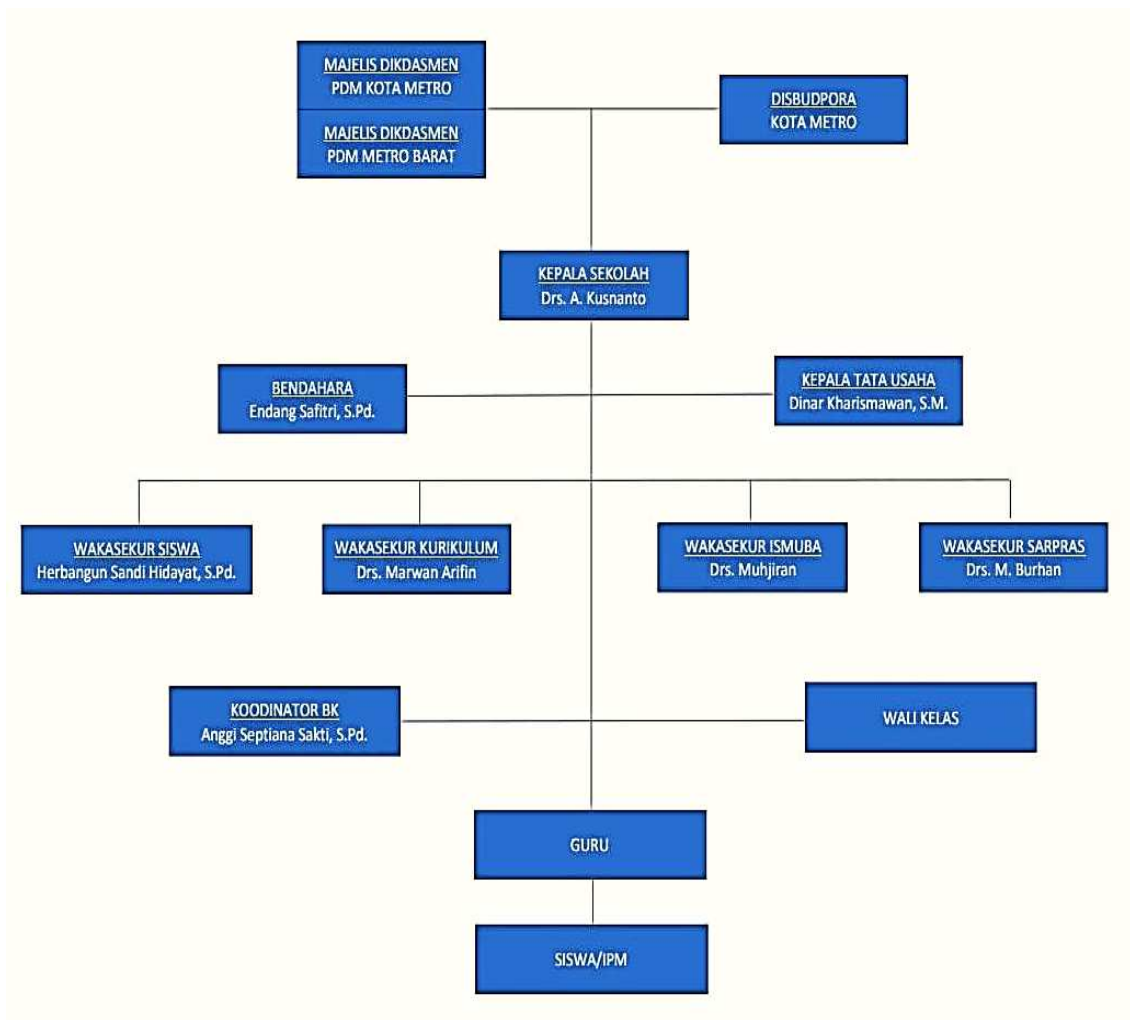 MAJELIS DIKDASMEN
PDM KOTA METRO
MAJELIS DIKDASMEN
PDM METRO BARAT
DISBUDPORA
KOTA METRO
KEPALA SEKOLAH
Drs. A. Kusnanto
BENDAHARA
Endang Safitri, S.Pd.
KEPALA TATA USAHA
Dinar Kharismawan, S.M.
WAKASEKUR SISWA
Herbangun Sandi Hidayat, S.Pd.
WAKASEKUR KURIKULUM
Drs. Marwan Arifin
WAKASEKUR ISMUBA
Drs. Muhjiran
WAKASEKUR SARPRAS
Drs. M. Burhan
KOODINATOR BK
Anggi Septiana Sakti, S.Pd.
WALI KELAS
GURU
SISWA/IPM